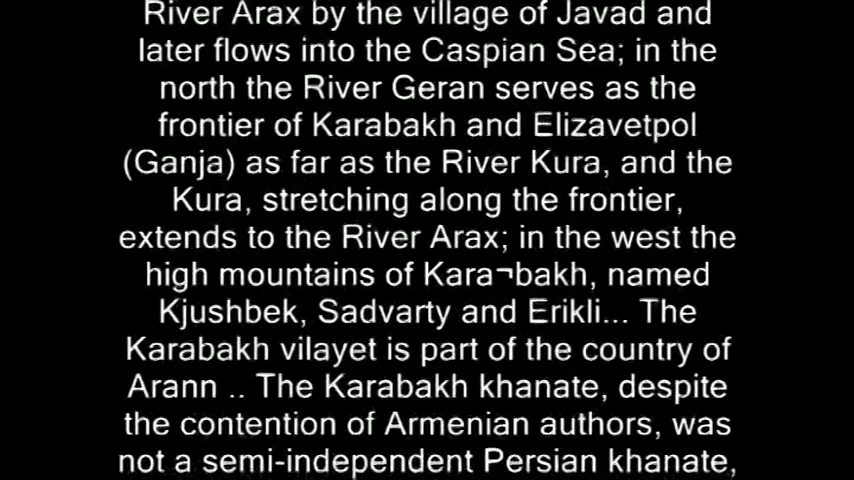 River Arax by the village of Javad and
later flows into the Caspian Sea; in the
north the River Geran serves as the
frontier of Karabakh and Elizavetpol
(Ganja) as far as the River Kura, and the
Kura, stretching along the frontier,
extends to the River Arax; in the west the
high mountains of Kara¬bakh, named
Kjushbek, Sadvarty and Erikli... The
Karabakh vilayet is part of the country of
Arann .. The Karabakh khanate, despite
the contention of Armenian authors, was
not a semi-independent Persian khanate,